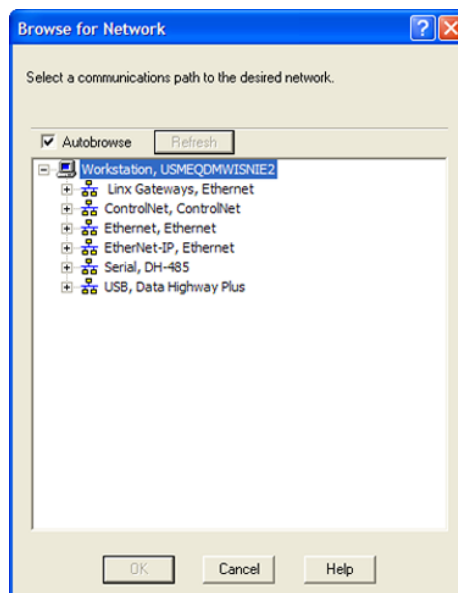 Browse for Network
Select a communications path to the desired network.
Autobrowse Refresh
Workstation, USMEQDMWISNIE2
Linx Gateways, Ethernet
ControlNet, ControlNet
Ethernet, Ethernet
EtherNet-IP, Ethernet
Serial, DH-485
USB, Data Highway Plus
OK Cancel Help